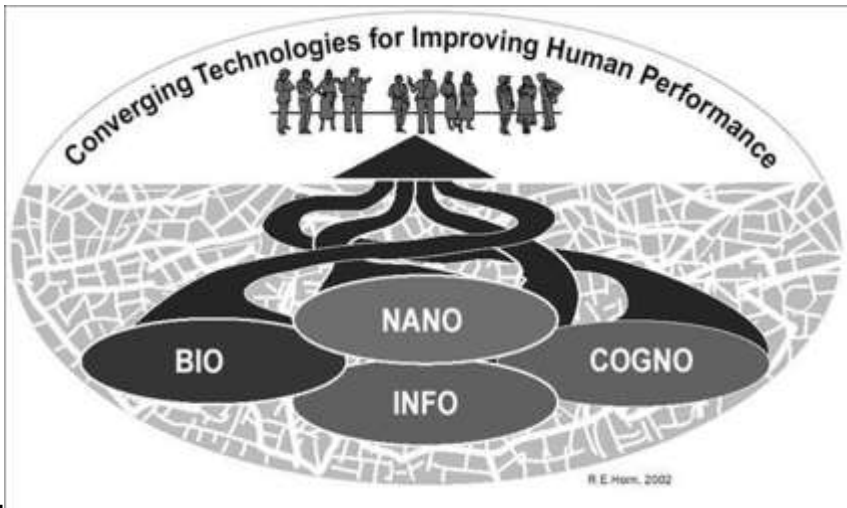 Converging Technologies for Improving Human Performance
NANO
BIO
COGNO
INFO
R.E.Horn. 2002